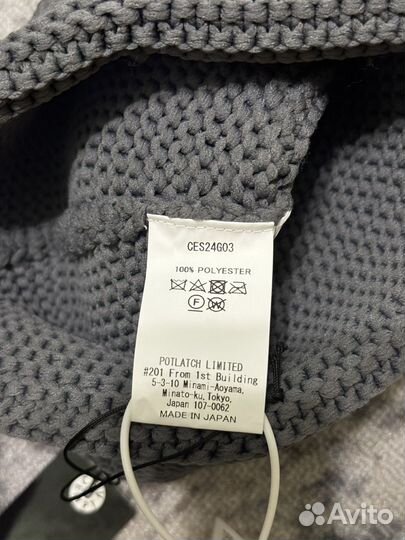 CES24G03
100% POLYESTER
F
POTLATCH LIMITED
#201 From 1st Building
5-3-10 Minami-Aoyama,
Minato-ku, Tokyo,
Japan 107-0062
MADE IN JAPAN
Avito